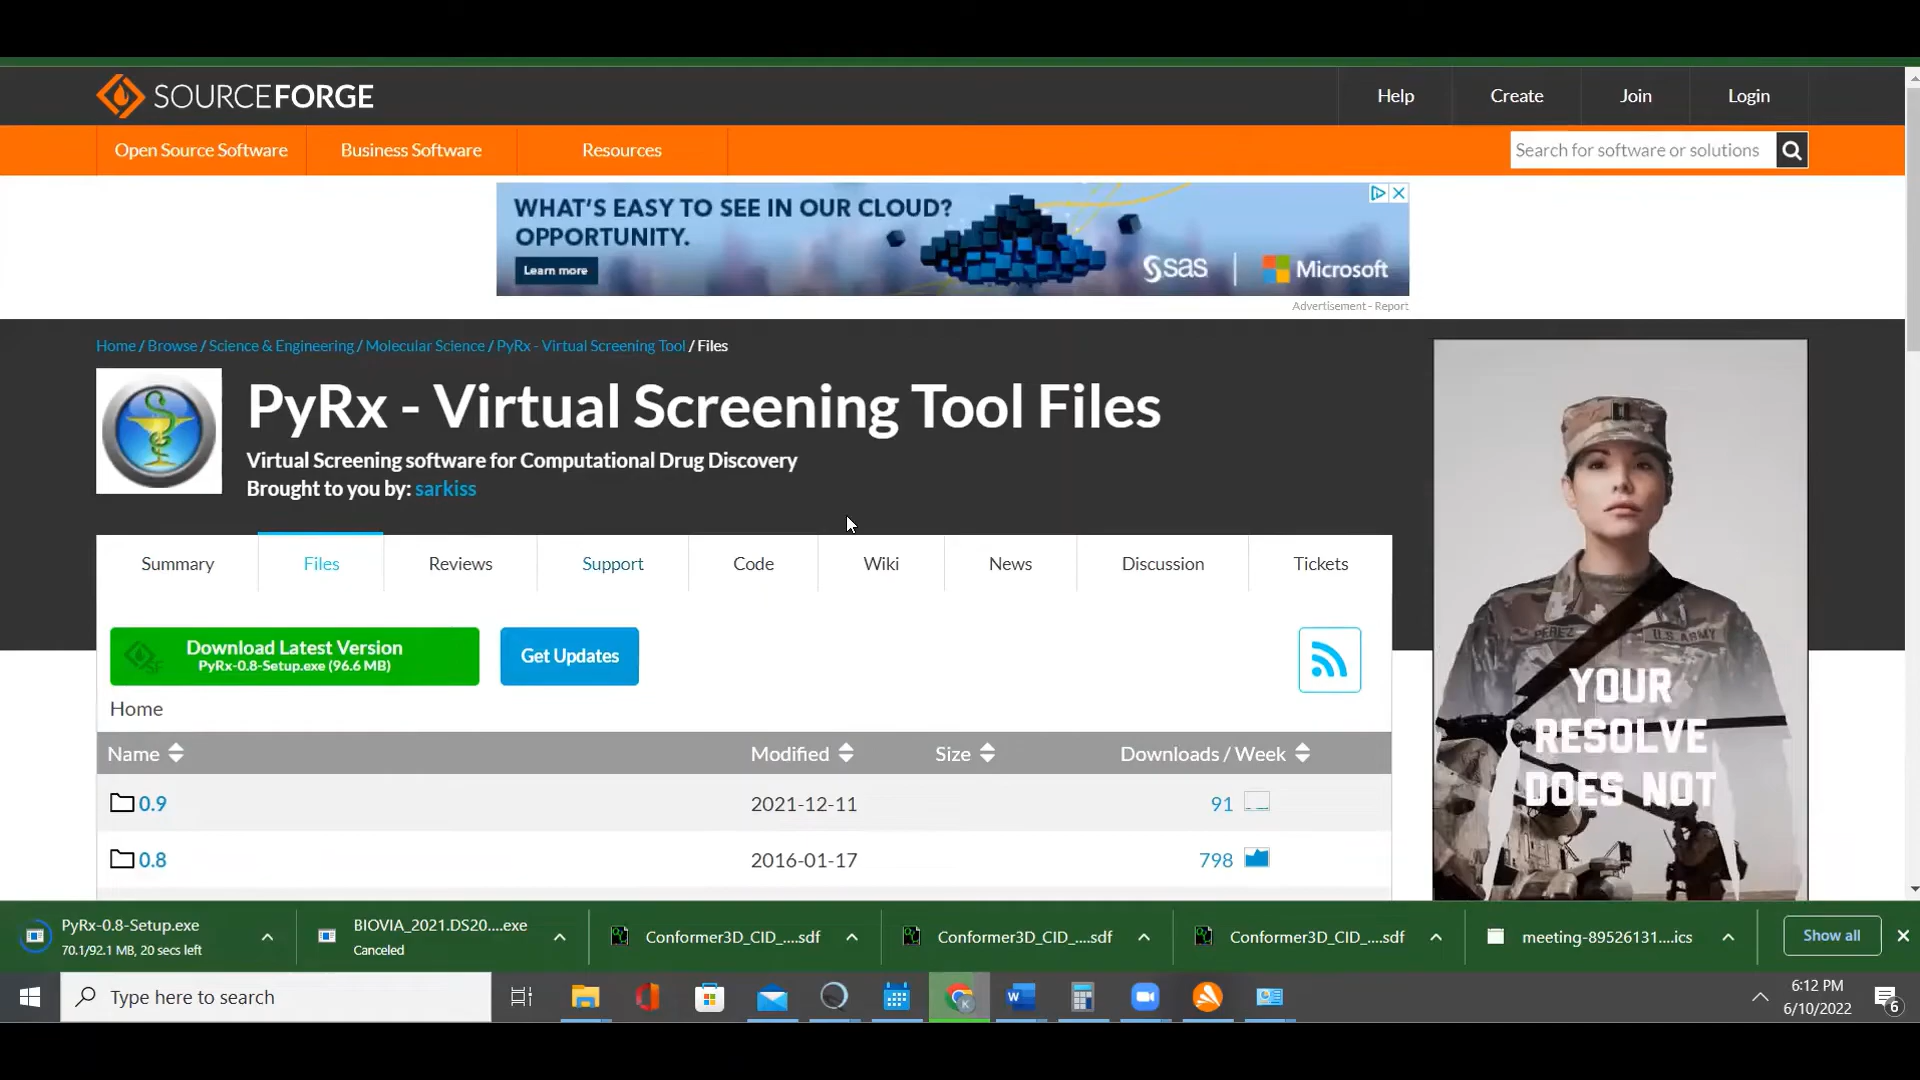 SOURCEFORGE
Help
Create
Join
Login
Open Source Software
Business Software
Resources
Search for software or solutions
WHAT'S EASY TO SEE IN OUR CLOUD?
OPPORTUNITY.
Learn more
sas
Microsoft
Advertisement - Report
Home / Browse / Science & Engineering / Molecular Science / PyRx - Virtual Screening Tool / Files
PyRx - Virtual Screening Tool Files
Virtual Screening software for Computational Drug Discovery
Brought to you by: sarkiss
Summary
Files
Reviews
Support
Code
Wiki
News
Discussion
Tickets
Download Latest Version
PyRx-0.8-Setup.exe (96.6 MB)
Get Updates
Home
Name
Modified
Size
Downloads / Week
0.9
2021-12-11
91
0.8
2016-01-17
798
PEREZ
U.S. ARMY
YOUR
RESOLVE
DOES NOT
PyRx-0.8-Setup.exe
70.1/92.1 MB, 20 secs left
BIOVIA_2021.DS20....exe
Canceled
Conformer3D_CID_....sdf
Conformer3D_CID_....sdf
Conformer3D_CID_....sdf
meeting-89526131....ics
Show all
Type here to search
6:12 PM
6/10/2022
6